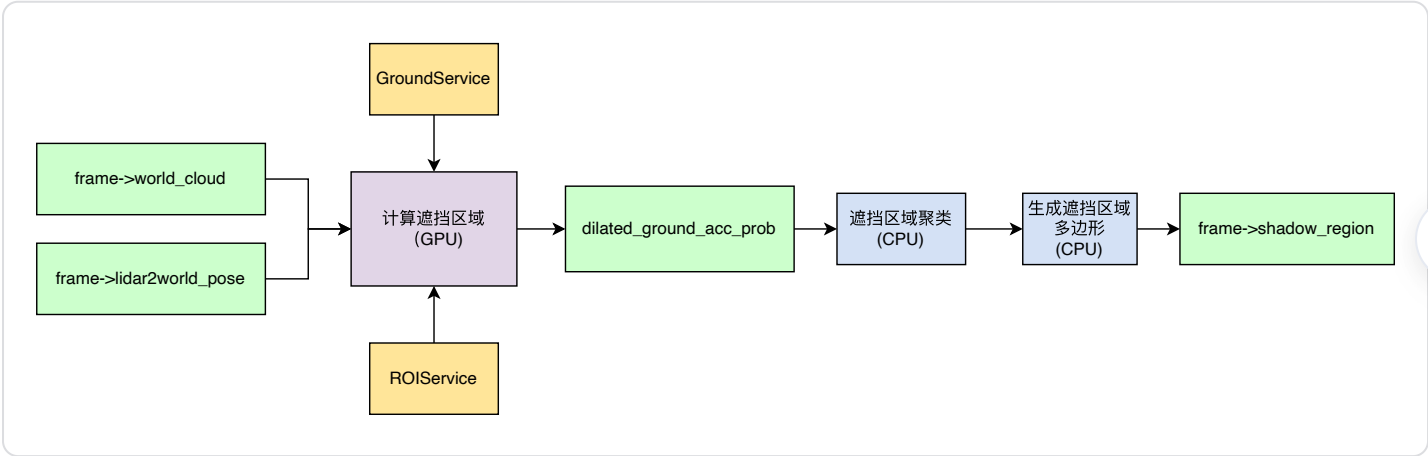 GroundService
frame->world_cloud
frame->lidar2world_pose
计算遮挡区域
（GPU)
ROIService
dilated_ground_acc_prob
遮挡区域聚类
(CPU)
生成遮挡区域
多边形
(CPU)
frame->shadow_region